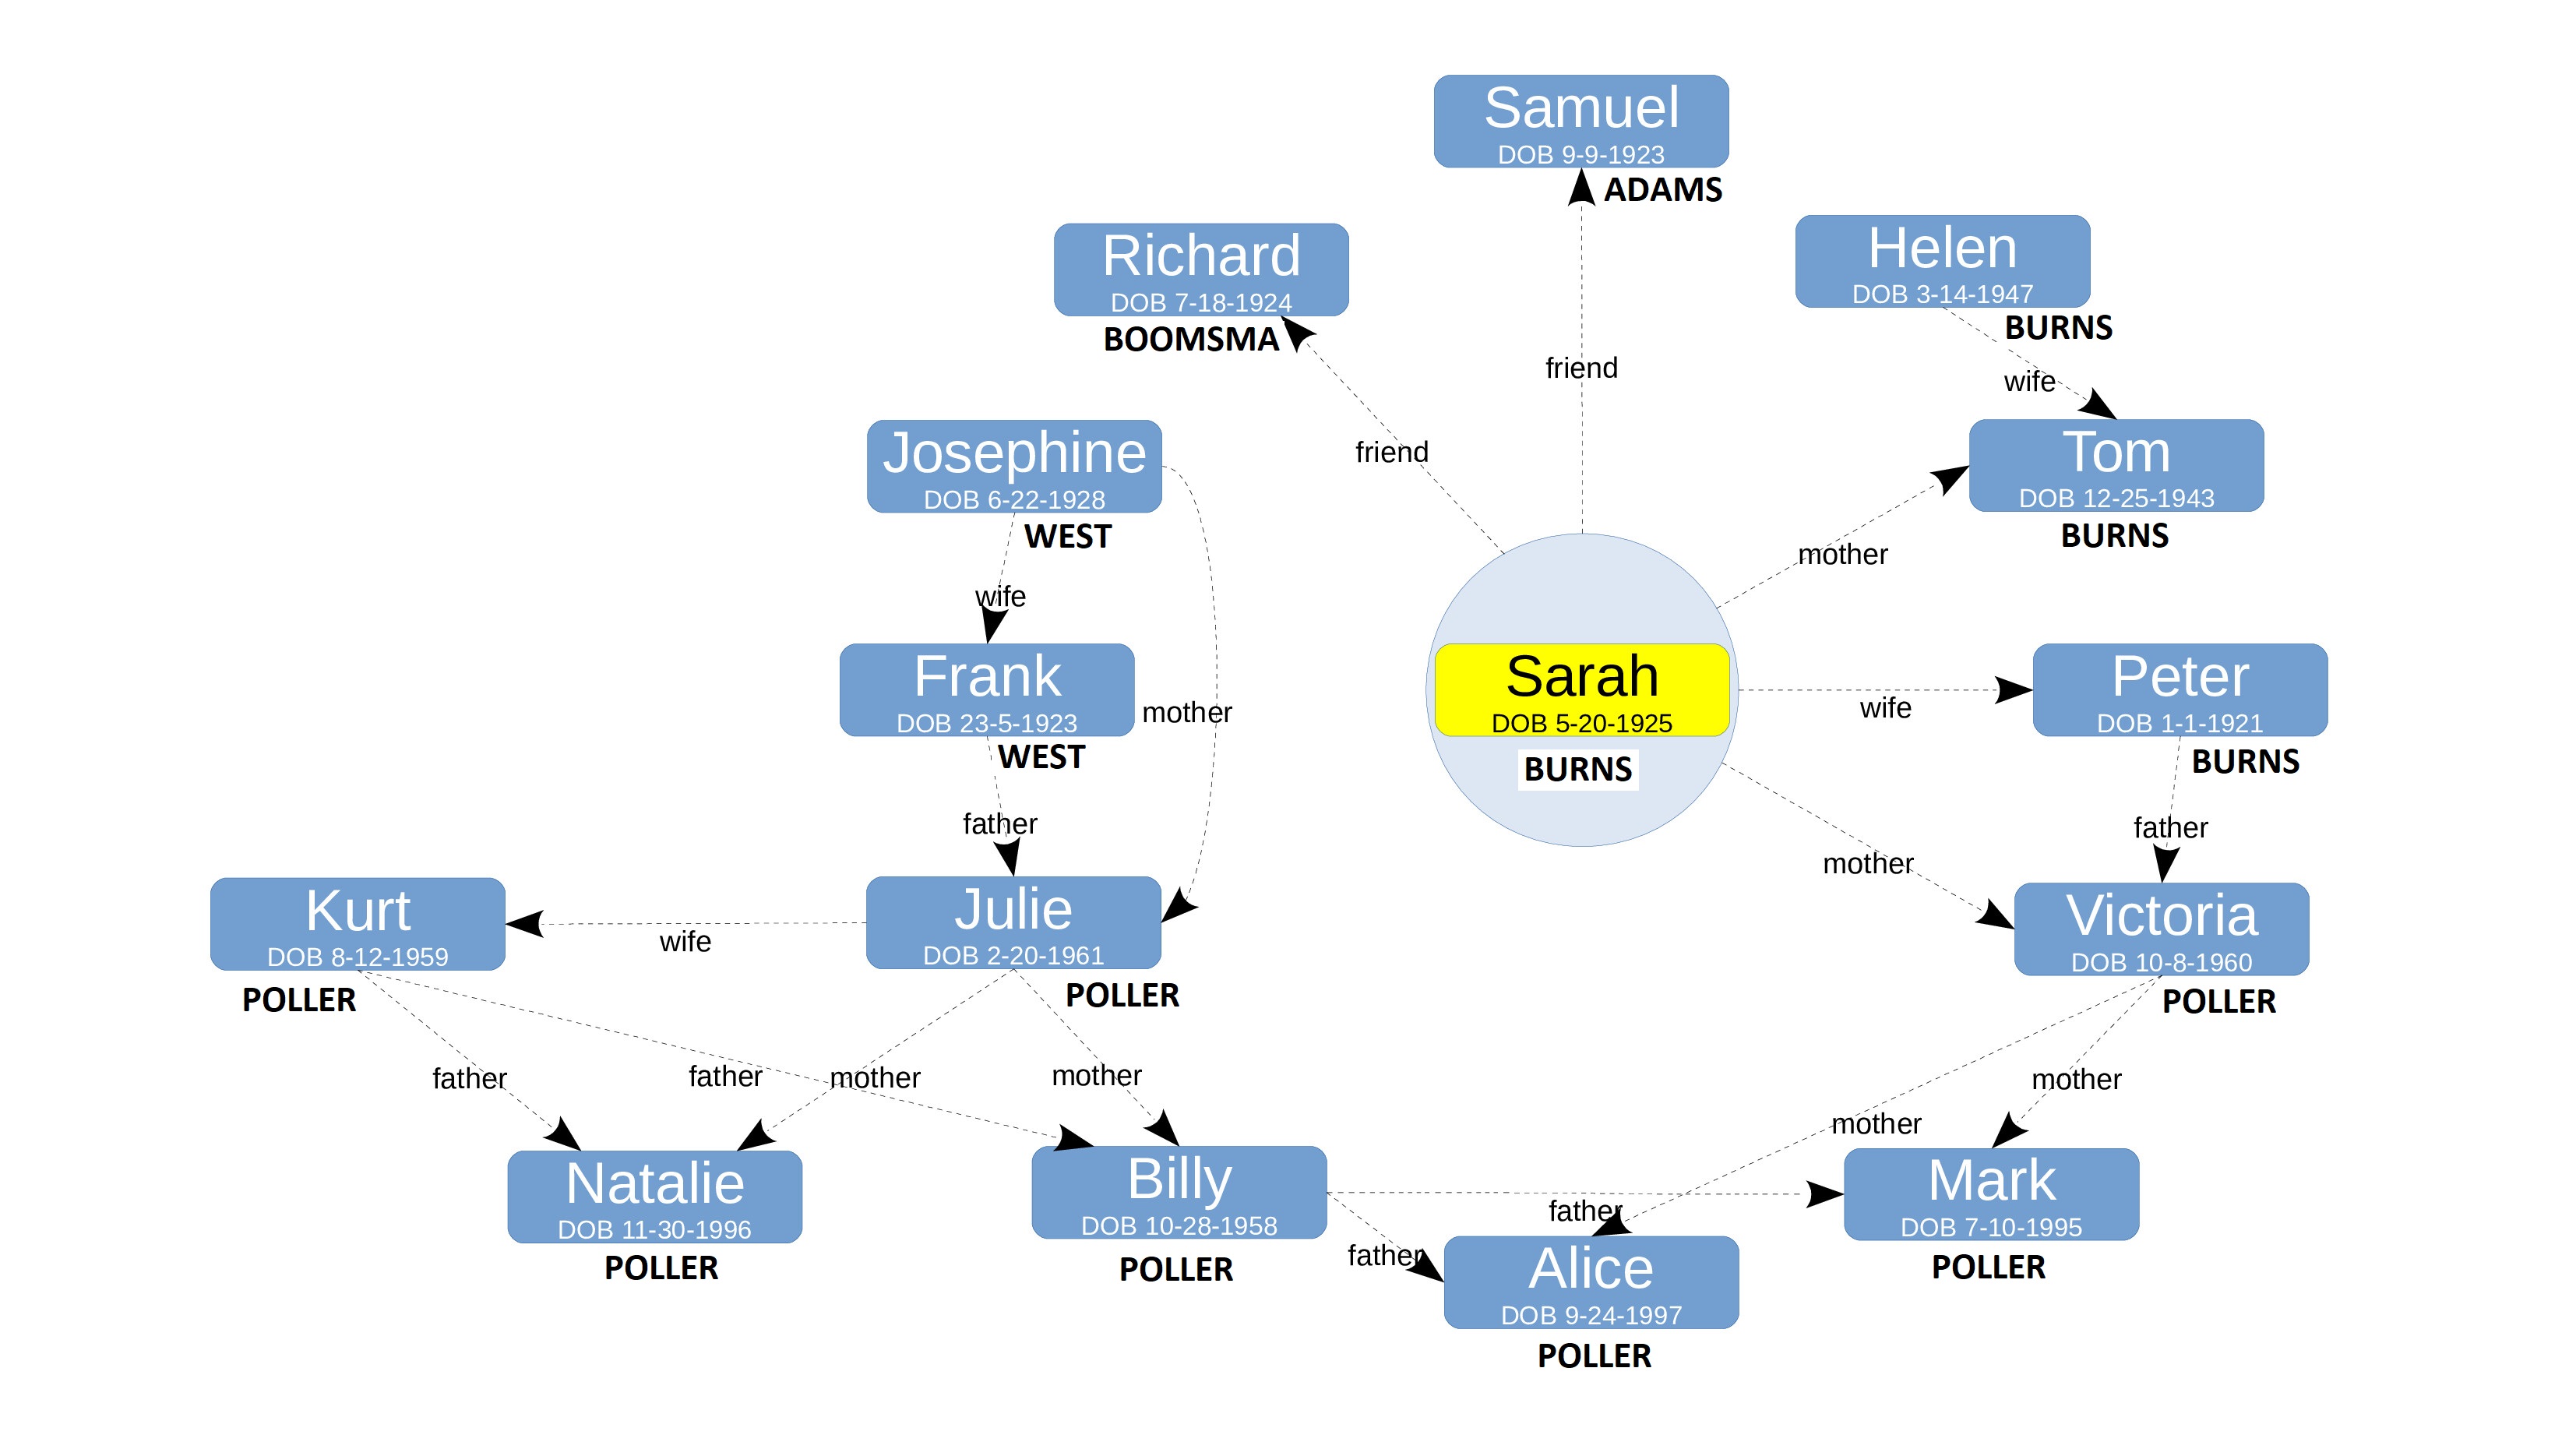 Samuel
DOB 9-9-1923
ADAMS
Richard
DOB 7-18-1924
BOOMSMA
Helen
DOB 3-14-1947
BURNS
friend
wife
friend
Josephine
DOB 6-22-1928
WEST
Tom
DOB 12-25-1943
BURNS
mother
wife
Frank
DOB 23-5-1923
WEST
mother
Sarah
DOB 5-20-1925
BURNS
wife
Peter
DOB 1-1-1921
BURNS
father
father
mother
Kurt
DOB 8-12-1959
POLLER
wife
Julie
DOB 2-20-1961
POLLER
Victoria
DOB 10-8-1960
POLLER
father
father
mother
mother
mother
mother
Natalie
DOB 11-30-1996
POLLER
Billy
DOB 10-28-1958
POLLER
father
father
Mark
DOB 7-10-1995
POLLER
Alice
DOB 9-24-1997
POLLER